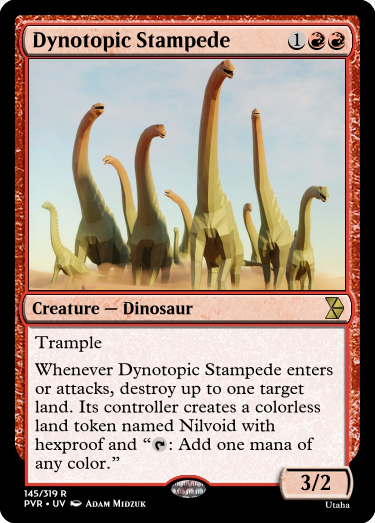 Dynotopic Stampede 1
Creature — Dinosaur
Trample
Whenever Dynotopic Stampede enters
or attacks, destroy up to one target
land. Its controller creates a colorless
land token named Nilvoid with
hexproof and “: Add one mana of
any color.”
3/2
145/319 R
PVR • UV Adam Midzuk
Utaha